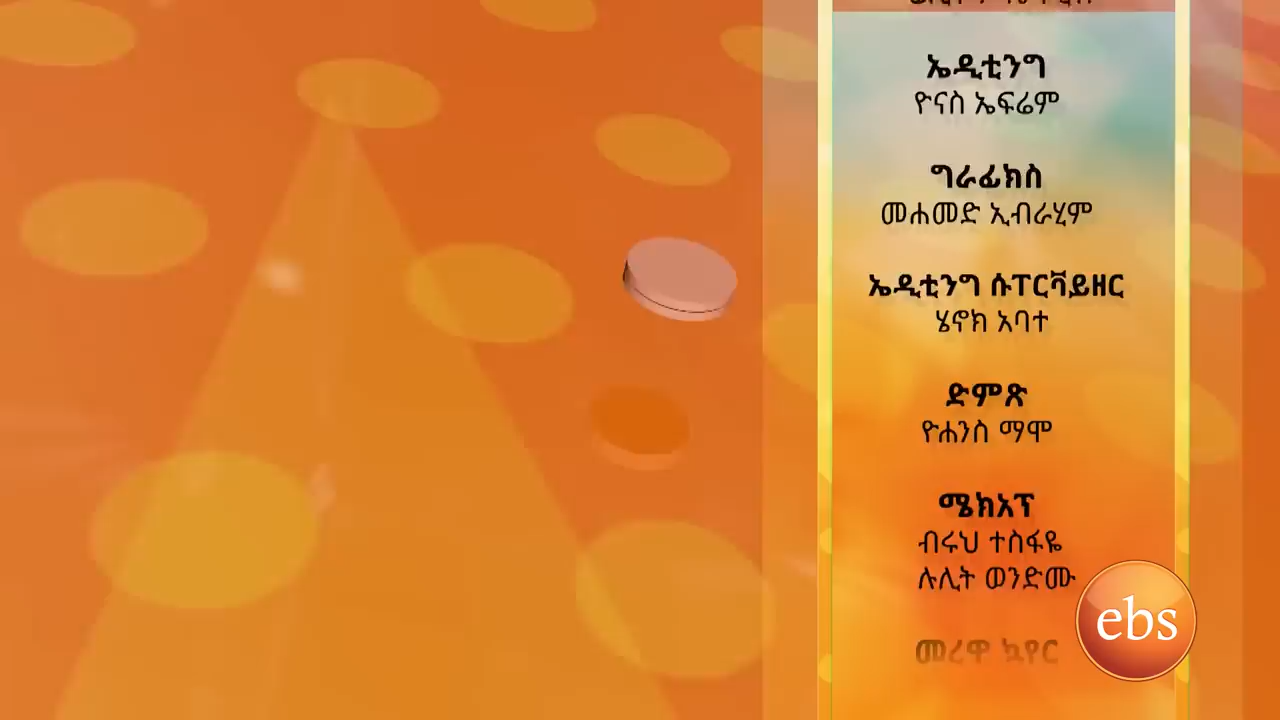 ኤዲቲንግ
ዮናስ ኤፍሬም
ግራፊክስ
መሐመድ ኢብራሂም
ኤዲቲንግ ሱፐርቫይዘር
ሄኖክ አባተ
ድምጽ
ዮሐንስ ማሞ
ሜክአፕ
ብሩህ ተስፋዬ
ሉሊት ወንድሙ
መረዋ ኳየር
ebs